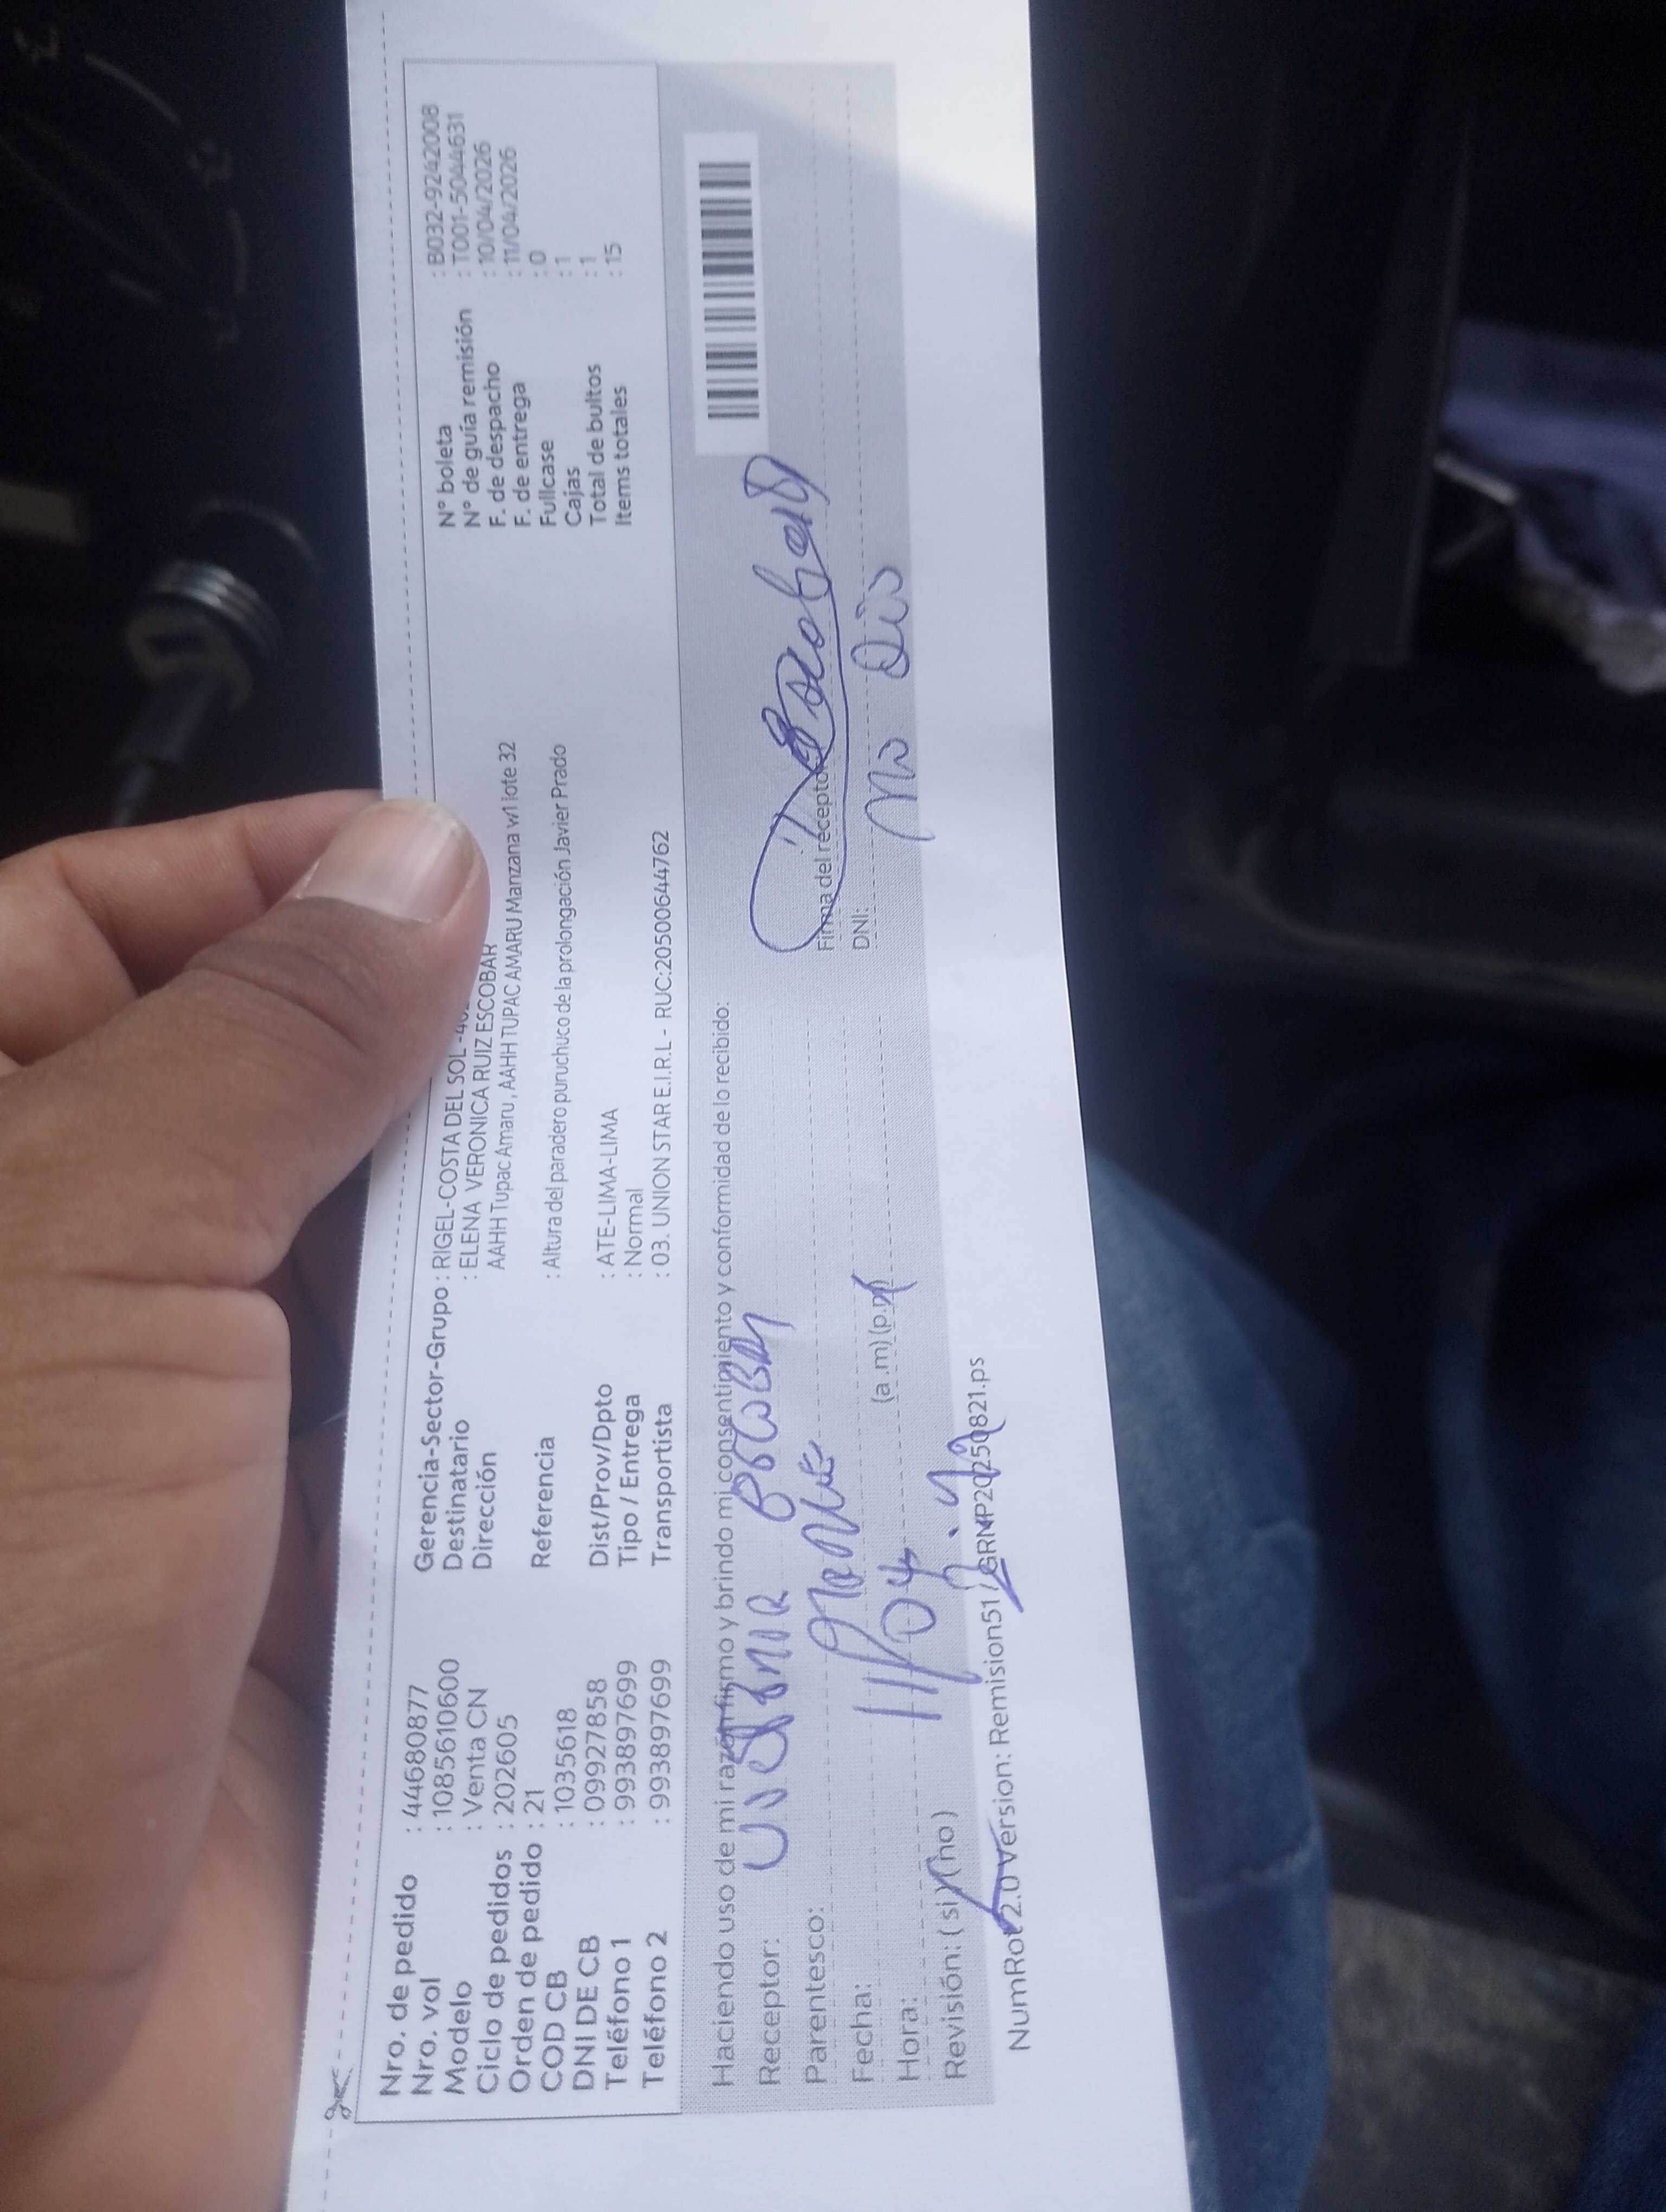 Nro. de pedido : 44680877
Nro. vol : 1085610600
Modelo : Venta CN
Ciclo de pedidos : 202605
Orden de pedido : 21
COD CB : 1035618
DNI DE CB : 09927858
Teléfono 1 : 993897699
Teléfono 2 : 993897699
Gerencia-Sector-Grupo : RIGEL-COSTA DEL SOL
Destinatario : ELENA VERONICA RUIZ ESCOBAR
Dirección AAHH Tupac Amaru, AAHH TUPAC AMARU Manzana w1 lote 32
Referencia : Altura del paradero puruchuco de la prolongación Javier Prado
Dist/Prov/Dpto : ATE-LIMA-LIMA
Tipo / Entrega : Normal
Transportista : 03. UNION STAR E.I.R.L - RUC:20500644762
N° boleta : B032-9242008
N° de guía remisión : T001-5044631
F. de despacho : 10/04/2026
F. de entrega : 11/04/2026
Fullcase : 0
Cajas : 1
Total de bultos : 1
Items totales : 15
Haciendo uso de mi razón firmo y brindo mi consentimiento y conformidad de lo recibido:
Receptor: Escobar
Parentesco:
Fecha: 11/04
Hora: (a.m) (p.m)
Revisión: ( si ) ( no )
Firma del receptor
DNI: No Dio
NumRot 2.0 Version: Remision51 / GRMP20250821.ps